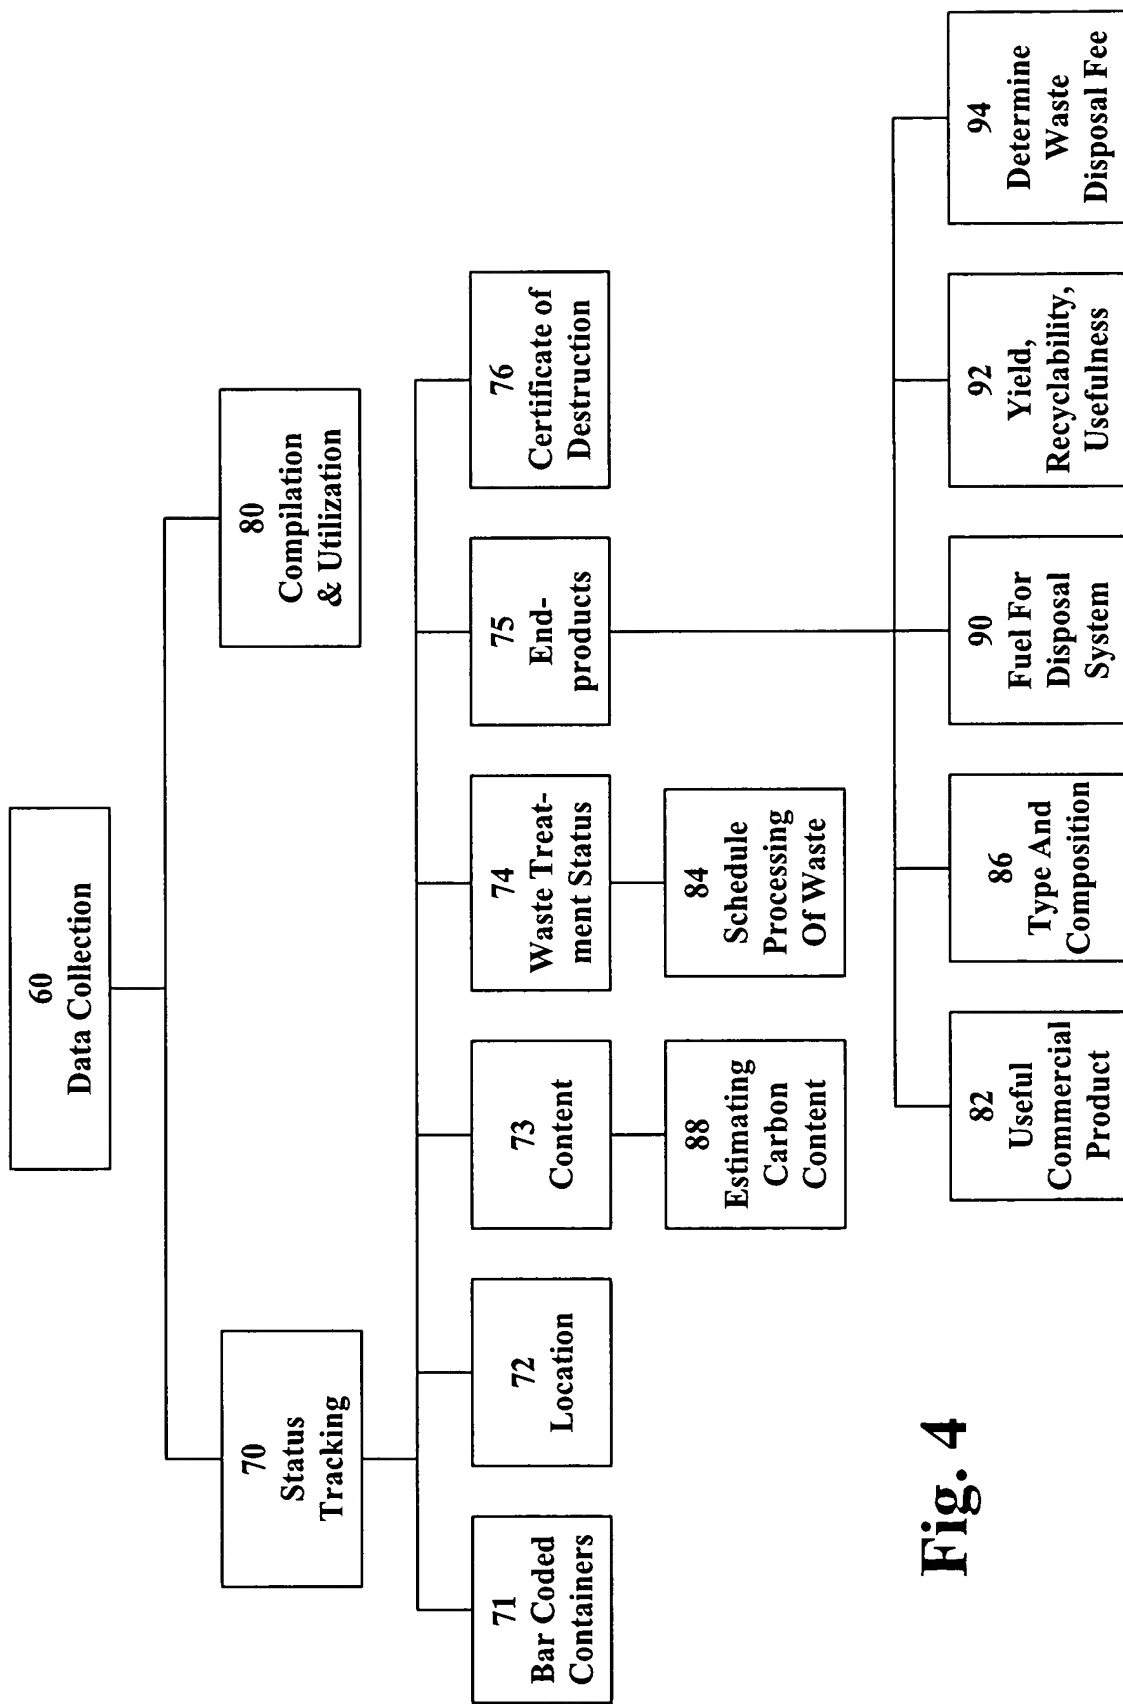 60
Data Collection
70
Status
Tracking
80
Compilation
& Utilization
71
Bar Coded
Containers
72
Location
73
Content
74
Waste Treat-
ment Status
75
End-
products
76
Certificate of
Destruction
88
Estimating
Carbon
Content
84
Schedule
Processing
Of Waste
82
Useful
Commercial
Product
86
Type And
Composition
90
Fuel For
Disposal
System
92
Yield,
Recyclability,
Usefulness
94
Determine
Waste
Disposal Fee
Fig. 4